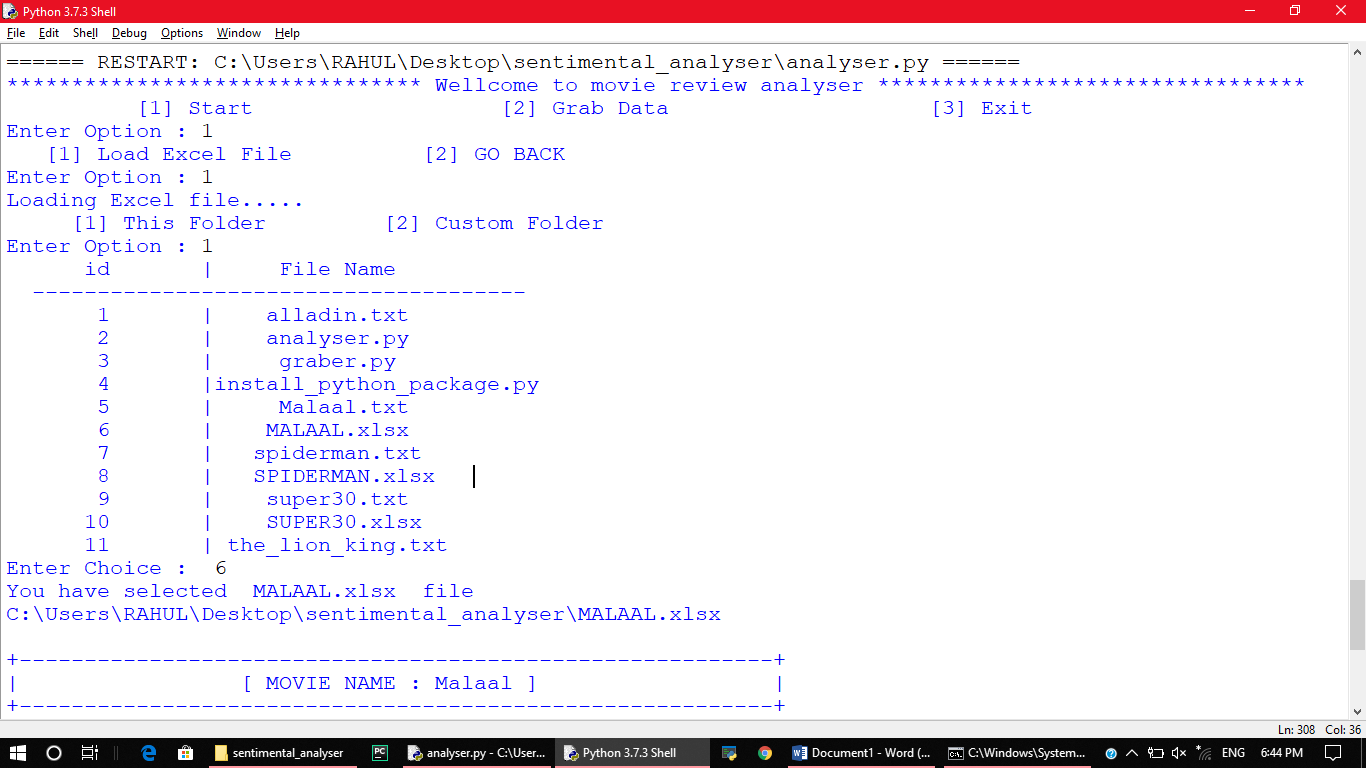 Python 3.7.3 Shell
File Edit Shell Debug Options Window Help
====== RESTART: C:\Users\RAHUL\Desktop\sentimental_analyser\analyser.py ======
******************************** Wellcome to movie review analyser *********************************
[1] Start [2] Grab Data [3] Exit
Enter Option : 1
[1] Load Excel File [2] GO BACK
Enter Option : 1
Loading Excel file.....
[1] This Folder [2] Custom Folder
Enter Option : 1
id | File Name
--------------------------------------
1 | alladin.txt
2 | analyser.py
3 | graber.py
4 |install_python_package.py
5 | Malaal.txt
6 | MALAAL.xlsx
7 | spiderman.txt
8 | SPIDERMAN.xlsx
9 | super30.txt
10 | SUPER30.xlsx
11 | the_lion_king.txt
Enter Choice : 6
You have selected MALAAL.xlsx file
C:\Users\RAHUL\Desktop\sentimental_analyser\MALAAL.xlsx
+----------------------------------------------------------+
| [ MOVIE NAME : Malaal ] |
+----------------------------------------------------------+
Ln: 308 Col: 36
sentimental_analyser PC analyser.py - C:\User... Python 3.7.3 Shell Document1 - Word (... C:\Windows\System... ENG 6:44 PM